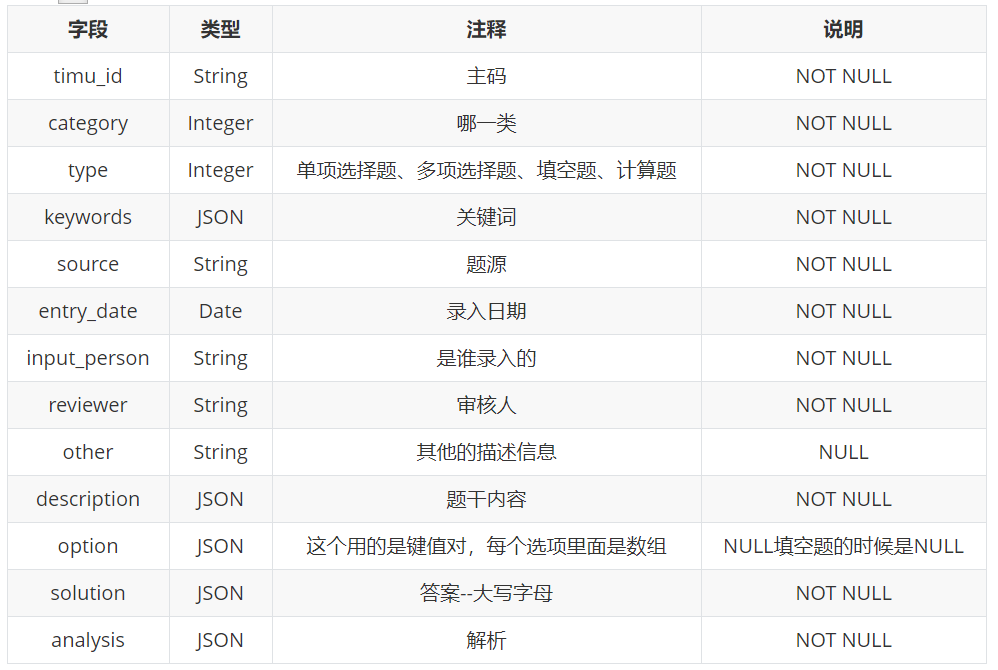 字段 类型 注释 说明
timu_id String 主码 NOT NULL
category Integer 哪一类 NOT NULL
type Integer 单项选择题、多项选择题、填空题、计算题 NOT NULL
keywords JSON 关键词 NOT NULL
source String 题源 NOT NULL
entry_date Date 录入日期 NOT NULL
input_person String 是谁录入的 NOT NULL
reviewer String 审核人 NOT NULL
other String 其他的描述信息 NULL
description JSON 题干内容 NOT NULL
option JSON 这个用的是键值对，每个选项里面是数组 NULL填空题的时候是NULL
solution JSON 答案--大写字母 NOT NULL
analysis JSON 解析 NOT NULL